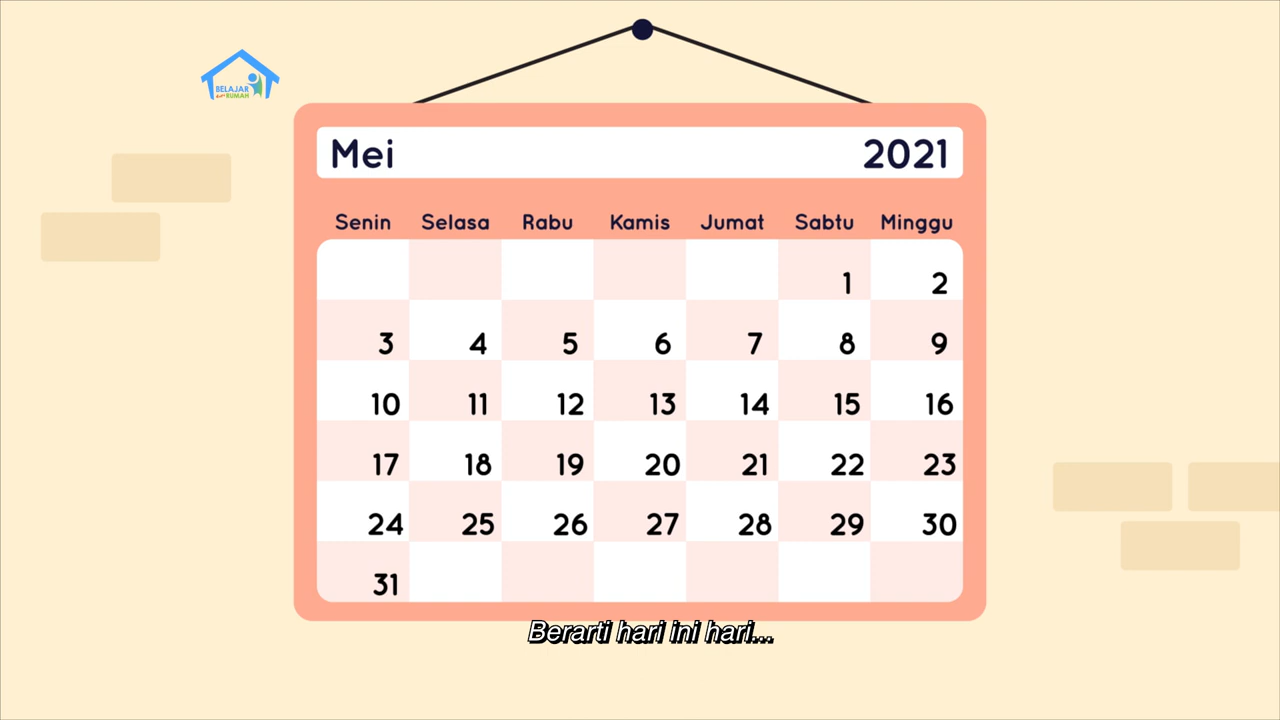 BELAJAR
dari RUMAH
Mei 2021
Senin Selasa Rabu Kamis Jumat Sabtu Minggu
1 2
3 4 5 6 7 8 9
10 11 12 13 14 15 16
17 18 19 20 21 22 23
24 25 26 27 28 29 30
31
Berarti hari ini hari...